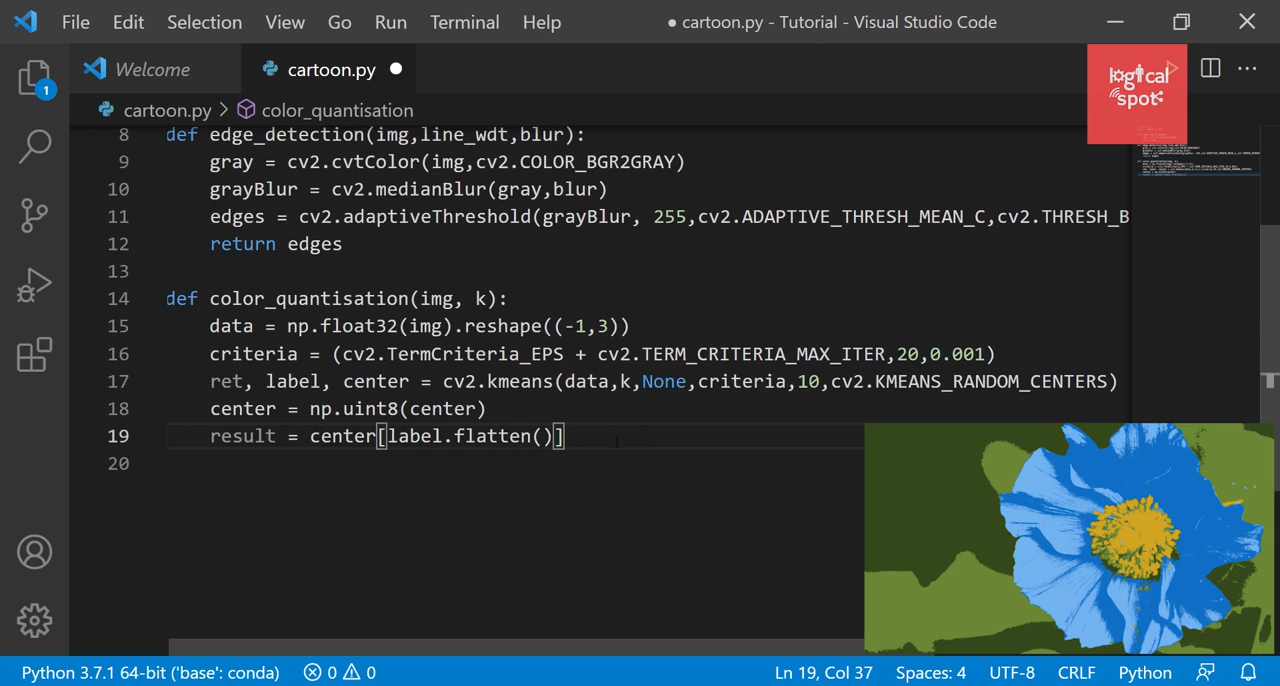 File Edit Selection View Go Run Terminal Help ● cartoon.py - Tutorial - Visual Studio Code
Welcome cartoon.py
logical
spot
1
cartoon.py > color_quantisation
8 def edge_detection(img,line_wdt,blur):
9 gray = cv2.cvtColor(img,cv2.COLOR_BGR2GRAY)
10 grayBlur = cv2.medianBlur(gray,blur)
11 edges = cv2.adaptiveThreshold(grayBlur, 255,cv2.ADAPTIVE_THRESH_MEAN_C,cv2.THRESH_B
12 return edges
13
14 def color_quantisation(img, k):
15 data = np.float32(img).reshape((-1,3))
16 criteria = (cv2.TermCriteria_EPS + cv2.TERM_CRITERIA_MAX_ITER,20,0.001)
17 ret, label, center = cv2.kmeans(data,k,None,criteria,10,cv2.KMEANS_RANDOM_CENTERS)
18 center = np.uint8(center)
19 result = center[label.flatten()]
20
Python 3.7.1 64-bit ('base': conda) 0 0 Ln 19, Col 37 Spaces: 4 UTF-8 CRLF Python